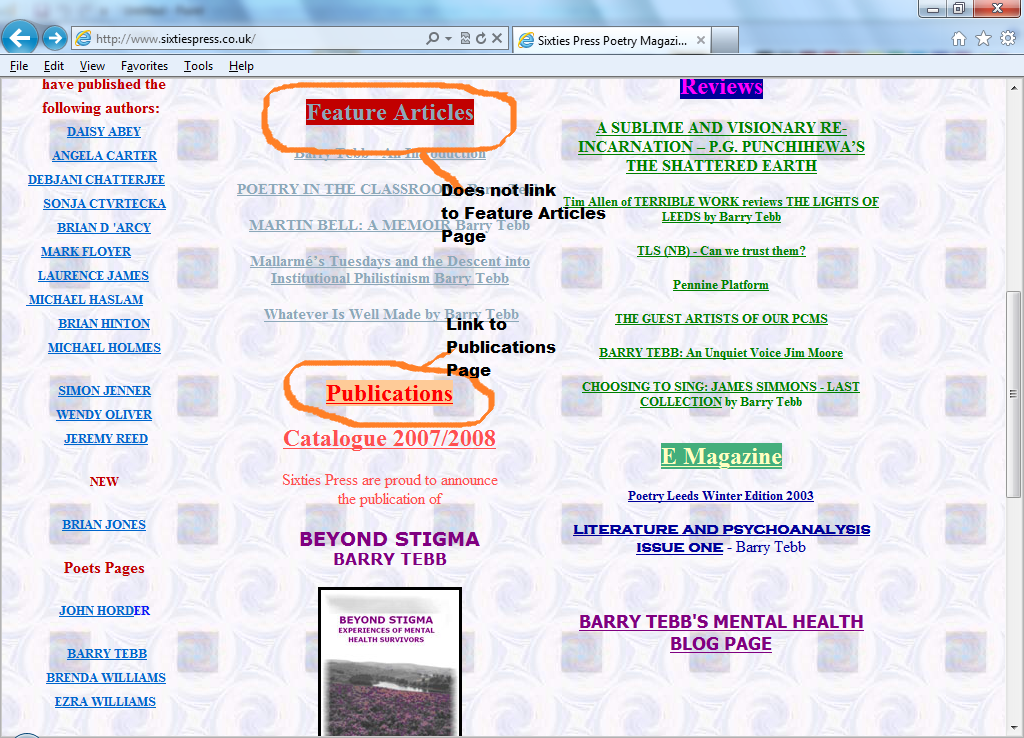 http://www.sixtiespress.co.uk/
Sixties Press Poetry Magazi...
File Edit View Favorites Tools Help
have published the
following authors:
DAISY ABEY
ANGELA CARTER
DEBJANI CHATTERJEE
SONJA CTVRTECKA
BRIAN D 'ARCY
MARK FLOYER
LAURENCE JAMES
MICHAEL HASLAM
BRIAN HINTON
MICHAEL HOLMES
SIMON JENNER
WENDY OLIVER
JEREMY REED
NEW
BRIAN JONES
Poets Pages
JOHN HORDER
BARRY TEBB
BRENDA WILLIAMS
EZRA WILLIAMS
Feature Articles
Barry Tebb - An Introduction
POETRY IN THE CLASSROOM
Does not link
to Feature Articles
Page
MARTIN BELL: A MEMOIR Barry Tebb
Mallarmé's Tuesdays and the Descent into
Institutional Philistinism Barry Tebb
Whatever Is Well Made by Barry Tebb
Link to
Publications
Page
Publications
Catalogue 2007/2008
Sixties Press are proud to announce
the publication of
BEYOND STIGMA
BARRY TEBB
BEYOND STIGMA
EXPERIENCES OF MENTAL
HEALTH SURVIVORS
Reviews
A SUBLIME AND VISIONARY RE-
INCARNATION – P.G. PUNCHIHEWA'S
THE SHATTERED EARTH
Tim Allen of TERRIBLE WORK reviews THE LIGHTS OF
LEEDS by Barry Tebb
TLS (NB) - Can we trust them?
Pennine Platform
THE GUEST ARTISTS OF OUR PCMS
BARRY TEBB: An Unquiet Voice Jim Moore
CHOOSING TO SING: JAMES SIMMONS - LAST
COLLECTION by Barry Tebb
E Magazine
Poetry Leeds Winter Edition 2003
LITERATURE AND PSYCHOANALYSIS
ISSUE ONE - Barry Tebb
BARRY TEBB'S MENTAL HEALTH
BLOG PAGE